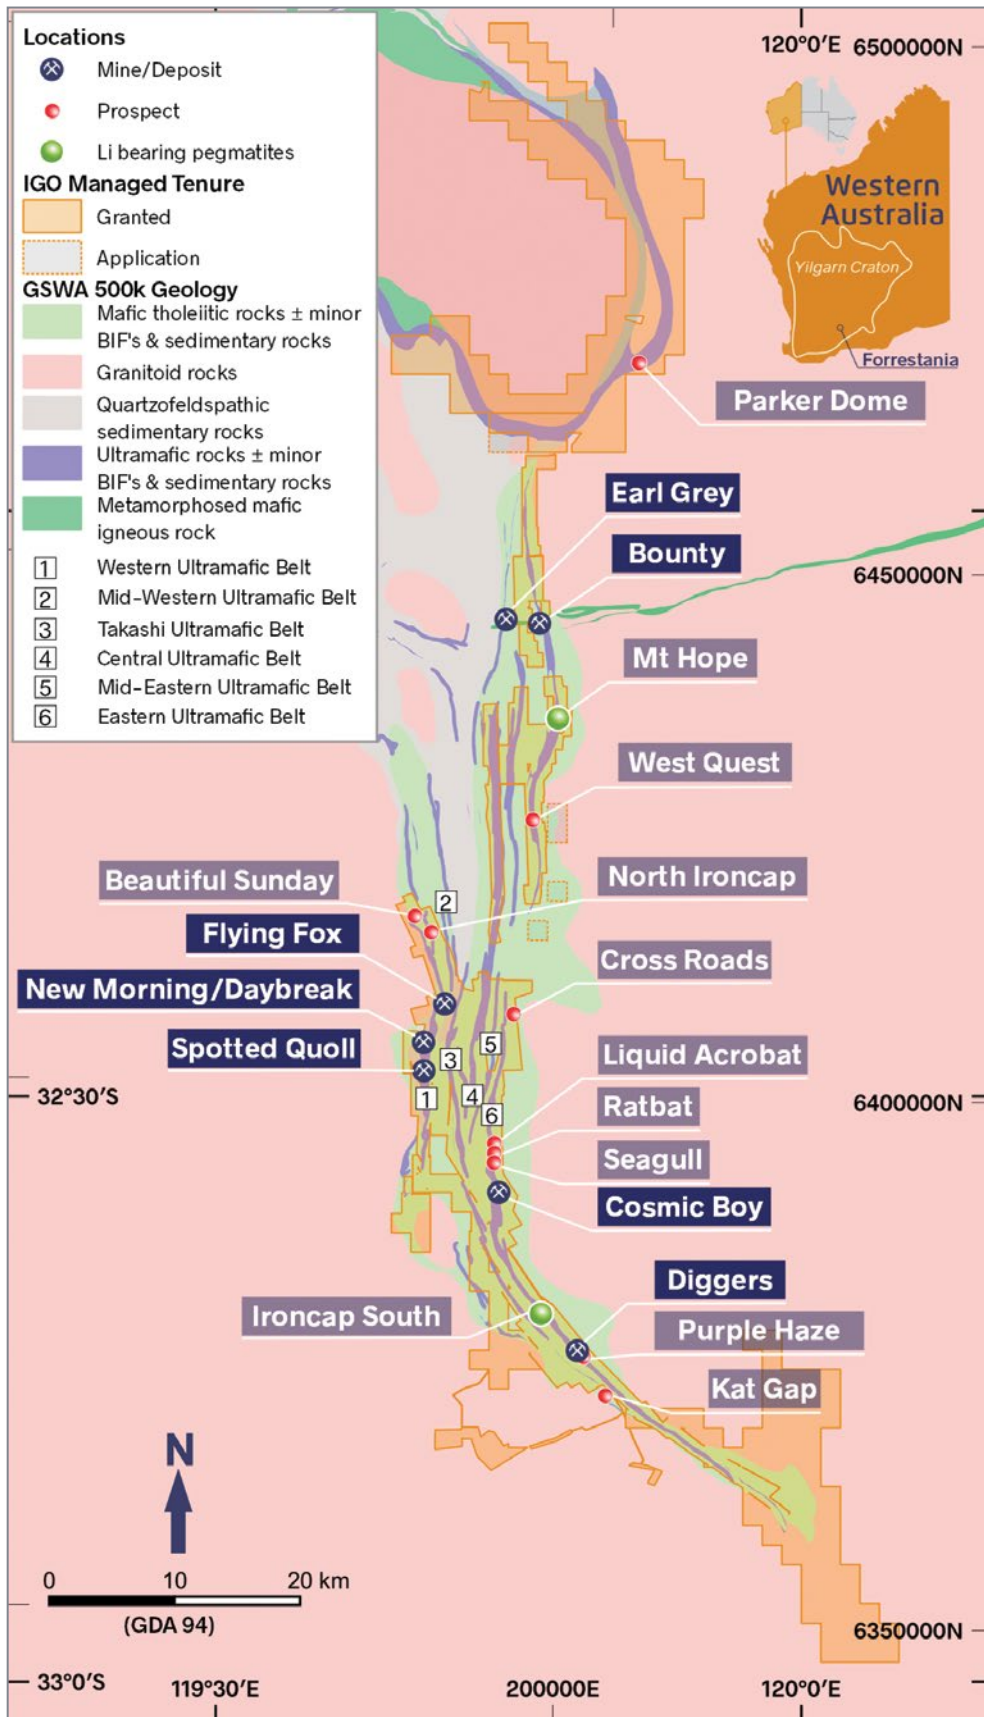 Locations
Mine/Deposit
Prospect
Li bearing pegmatites
IGO Managed Tenure
Granted
Application
GSWA 500k Geology
Mafic tholeiitic rocks ± minor
BIF's & sedimentary rocks
Granitoid rocks
Quartzofeldspathic
sedimentary rocks
Ultramafic rocks ± minor
BIF's & sedimentary rocks
Metamorphosed mafic
igneous rock
1 Western Ultramafic Belt
2 Mid-Western Ultramafic Belt
3 Takashi Ultramafic Belt
4 Central Ultramafic Belt
5 Mid-Eastern Ultramafic Belt
6 Eastern Ultramafic Belt
120°0'E
6500000N
Western
Australia
Yilgarn Craton
Forrestania
Parker Dome
Earl Grey
Bounty
6450000N
Mt Hope
West Quest
Beautiful Sunday
North Ironcap
2
Flying Fox
Cross Roads
New Morning/Daybreak
Spotted Quoll
5
3
Liquid Acrobat
32°30'S
1
4
6
Ratbat
6400000N
Seagull
Cosmic Boy
Diggers
Ironcap South
Purple Haze
Kat Gap
N
0 10 20 km
(GDA 94)
6350000N
33°0'S
119°30'E
200000E
120°0'E